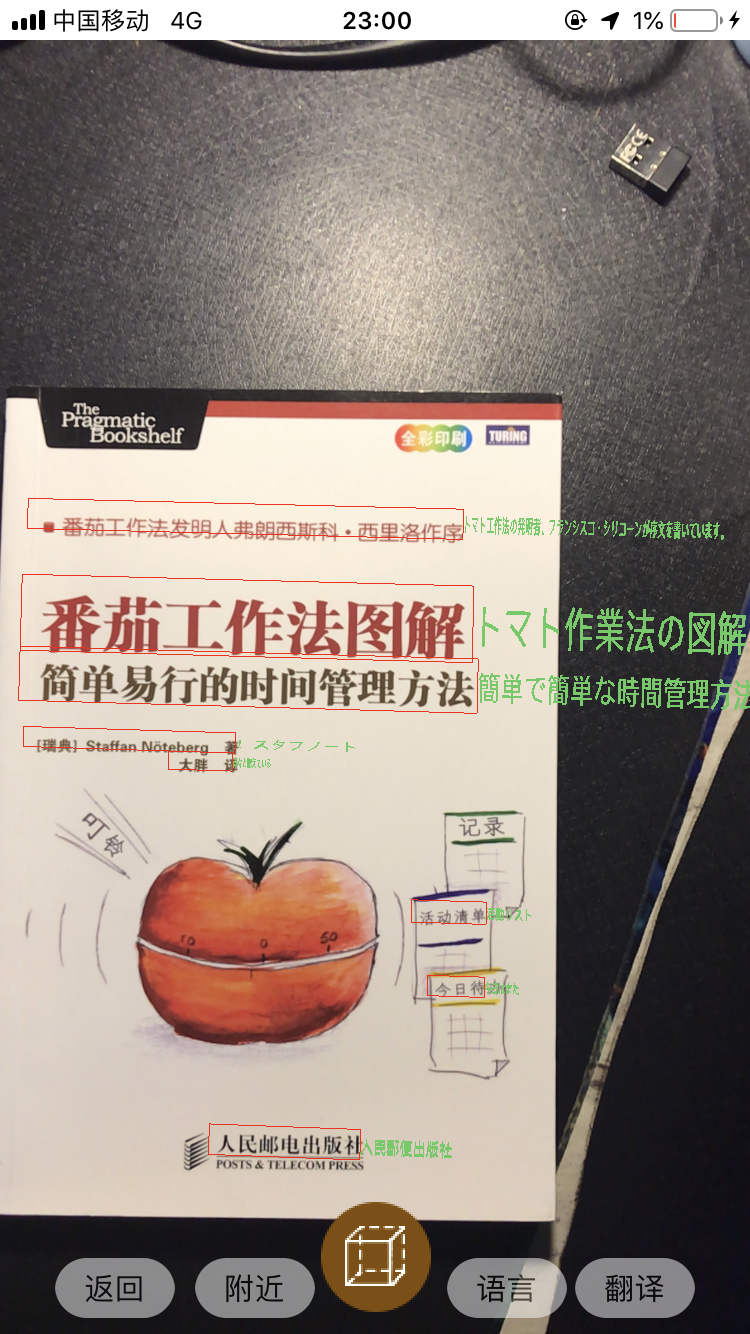 中国移动 4G 23:00 1%
The
Pragmatic
Bookshelf
全彩印刷 TURING
■ 番茄工作法发明人弗朗西斯科·西里洛作序 トマト工作法の発明者、フランシスコ・シリコーンが序文を書いています。
番茄工作法图解 トマト作業法の図解
简单易行的时间管理方法 簡単で簡単な時間管理方法
[瑞典] Staffan Nöteberg 著 スタフノート
大胖 译
叮铃
记录
10 0 50
活动清单
今日待
人民邮电出版社 人民郵便出版社
POSTS & TELECOM PRESS
返回 附近 语言 翻译